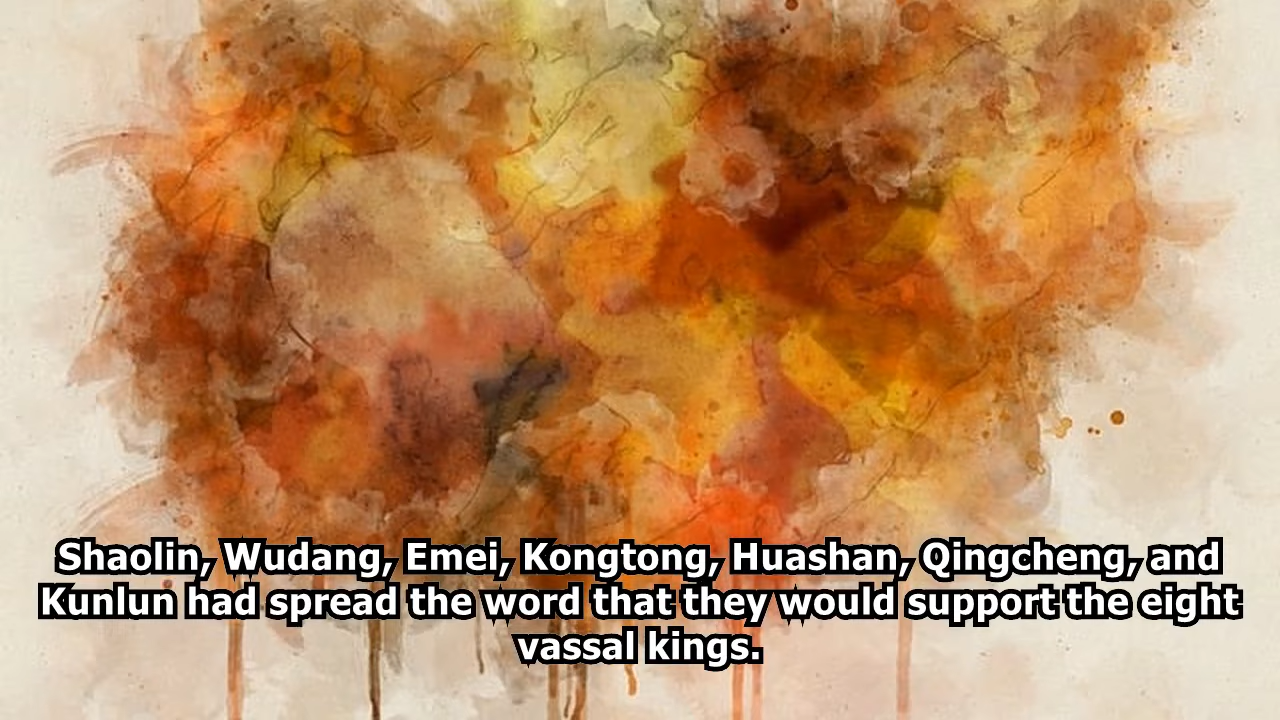 Shaolin, Wudang, Emei, Kongtong, Huashan, Qingcheng, and
Kunlun had spread the word that they would support the eight
vassal kings.